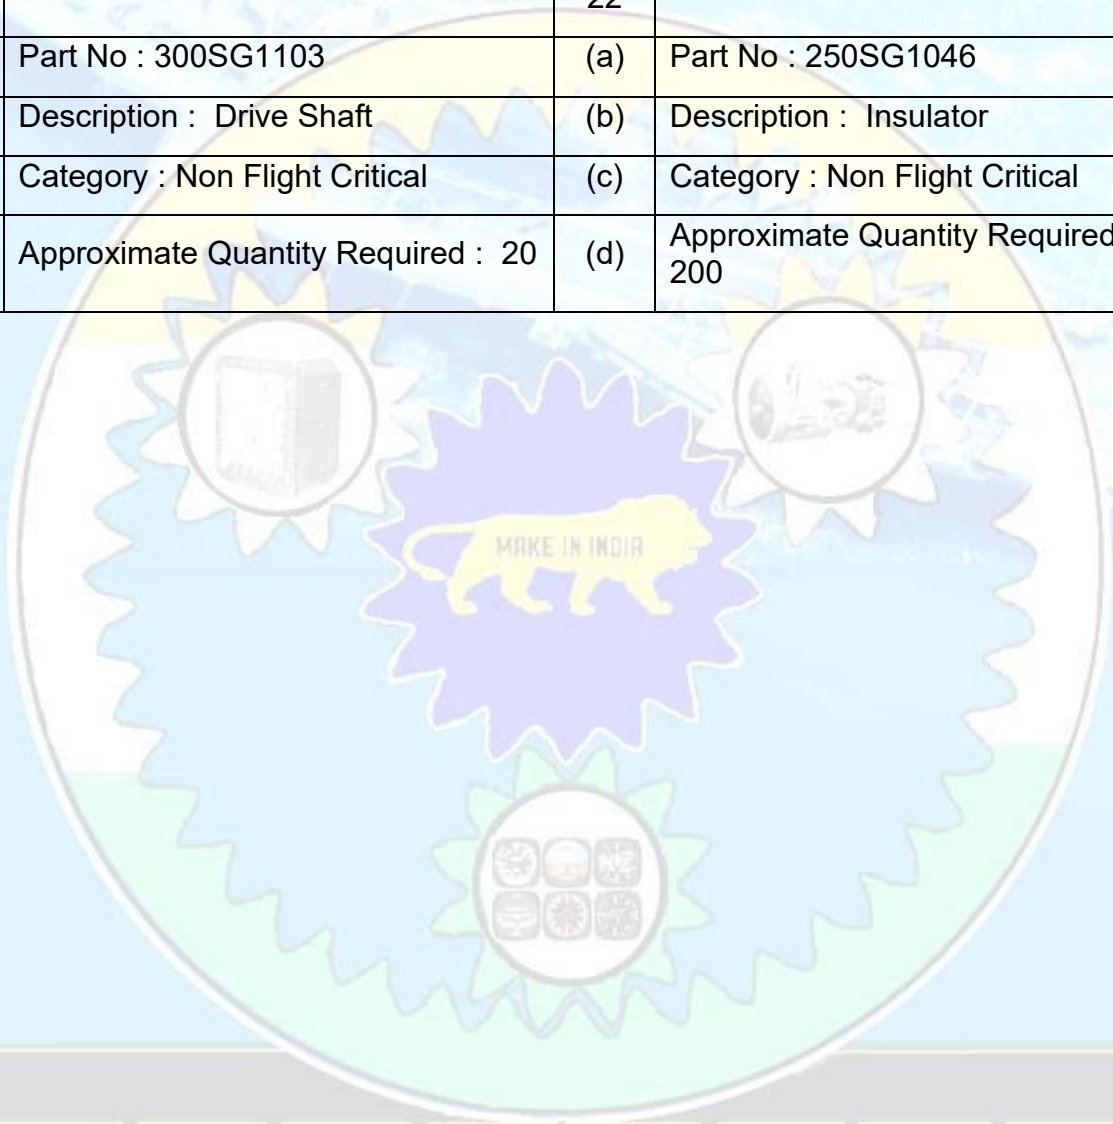 22
Part No : 300SG1103 (a) Part No : 250SG1046
Description : Drive Shaft (b) Description : Insulator
Category : Non Flight Critical (c) Category : Non Flight Critical
Approximate Quantity Required : 20 (d) Approximate Quantity Required
200
MAKE IN INDIA